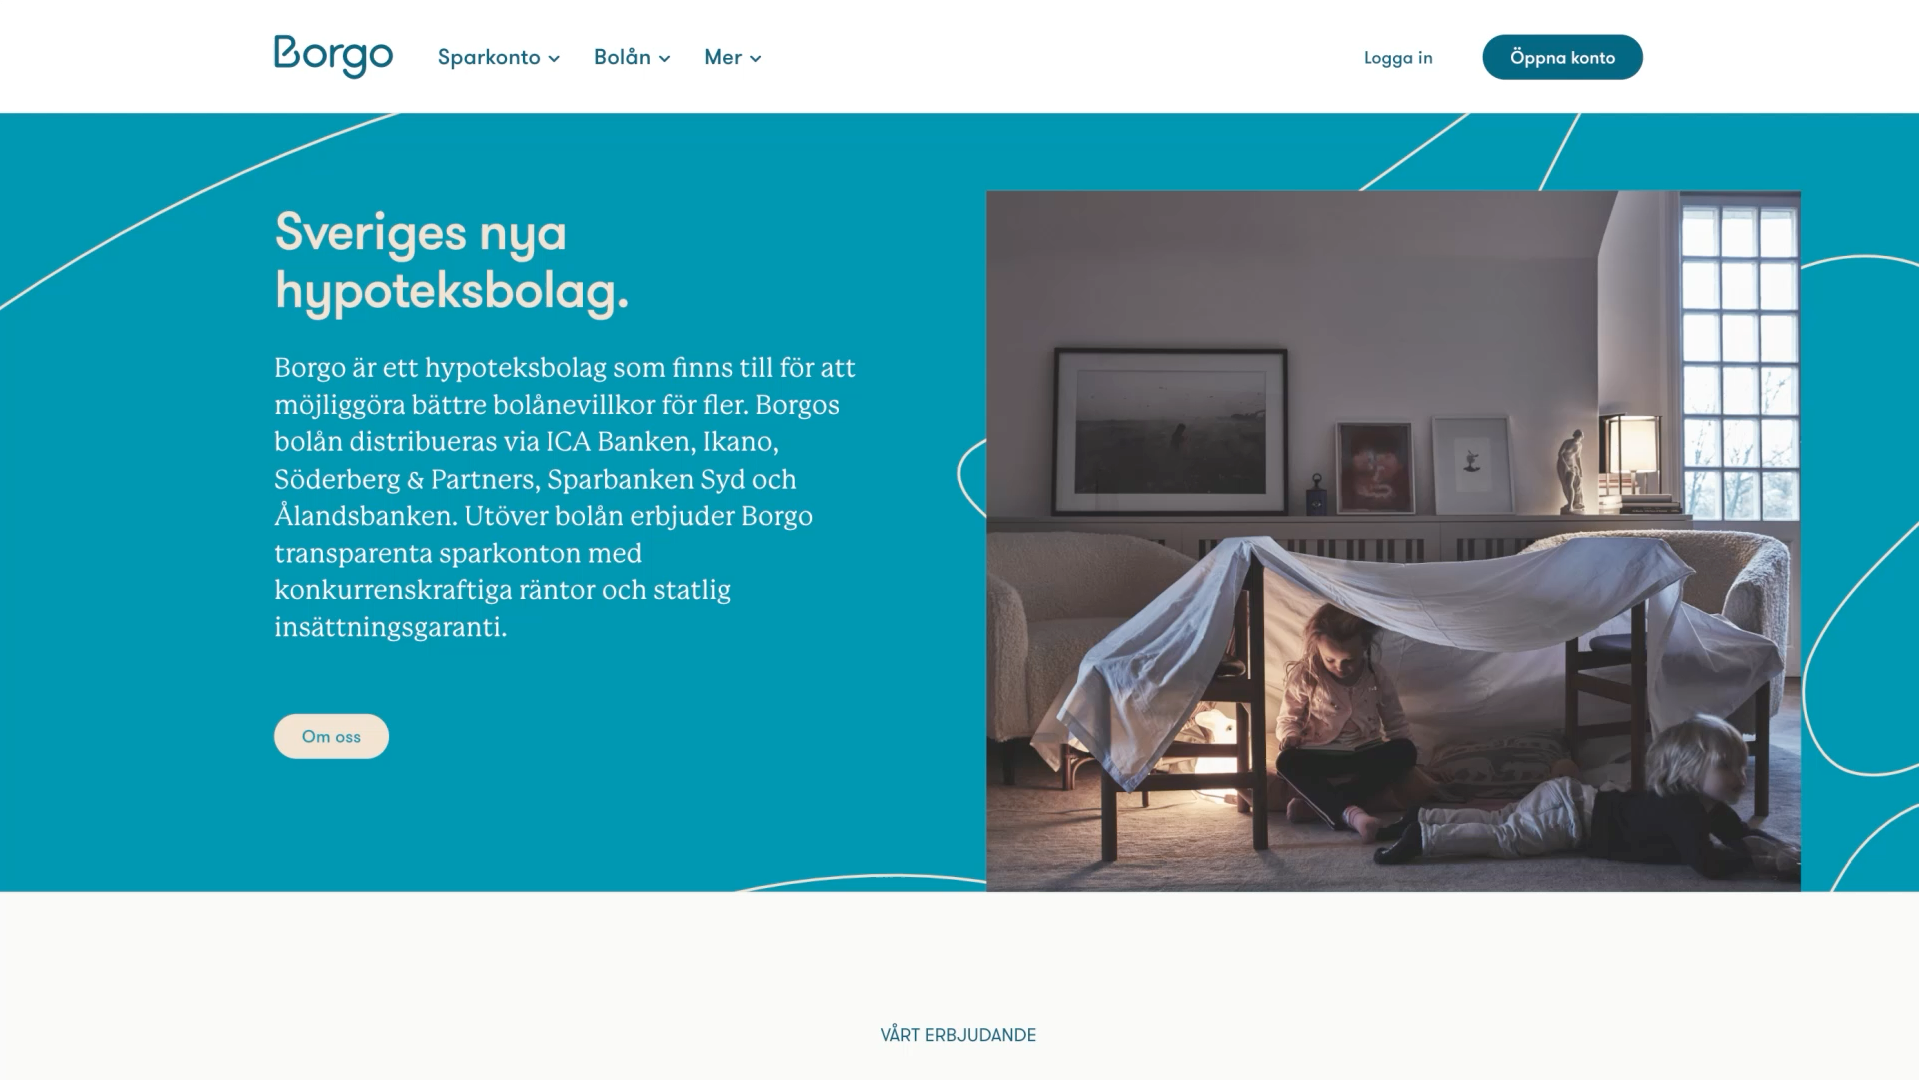 Borgo
Sparkonto
Bolån
Mer
Logga in
Öppna konto
Sveriges nya
hypoteksbolag.
Borgo är ett hypoteksbolag som finns till för att
möjliggöra bättre bolånevillkor för fler. Borgos
bolån distribueras via ICA Banken, Ikano,
Söderberg & Partners, Sparbanken Syd och
Ålandsbanken. Utöver bolån erbjuder Borgo
transparenta sparkonton med
konkurrenskraftiga räntor och statlig
insättningsgaranti.
Om oss
VÅRT ERBJUDANDE